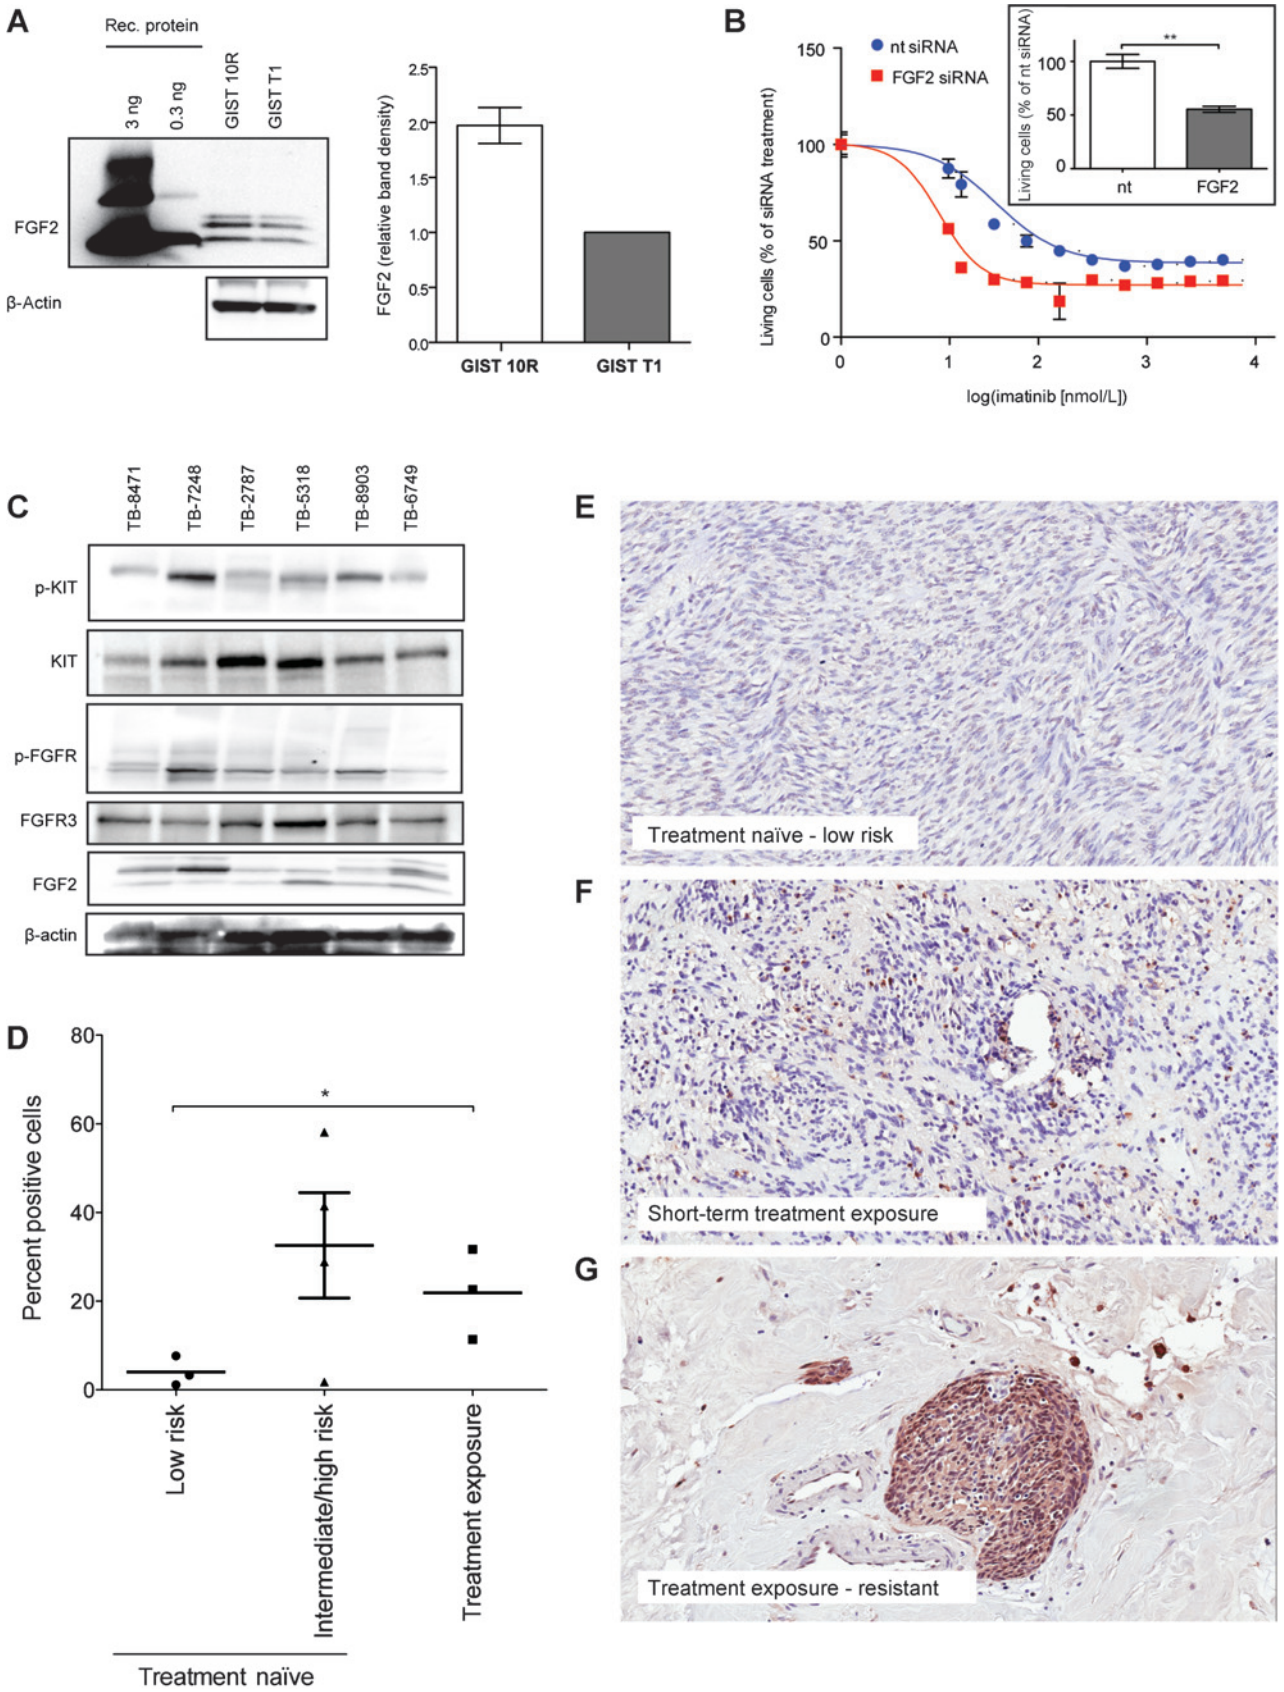 A
Rec. protein
3 ng
0.3 ng
GIST 10R
GIST T1
FGF2
β-Actin
FGF2 (relative band density)
2.5
2.0
1.5
1.0
0.5
0.0
GIST 10R
GIST T1
B
nt siRNA
FGF2 siRNA
Living cells (% of siRNA treatment)
150
100
50
0
0
1
2
3
4
log(imatinib [nmol/L])
Living cells (% of nt siRNA)
100
50
0
**
nt
FGF2
C
TB-8471
TB-7248
TB-2787
TB-5318
TB-8903
TB-6749
p-KIT
KIT
p-FGFR
FGFR3
FGF2
β-actin
D
Percent positive cells
80
60
40
20
0
*
Low risk
Intermediate/high risk
Treatment exposure
Treatment naïve
E
Treatment naïve - low risk
F
Short-term treatment exposure
G
Treatment exposure - resistant